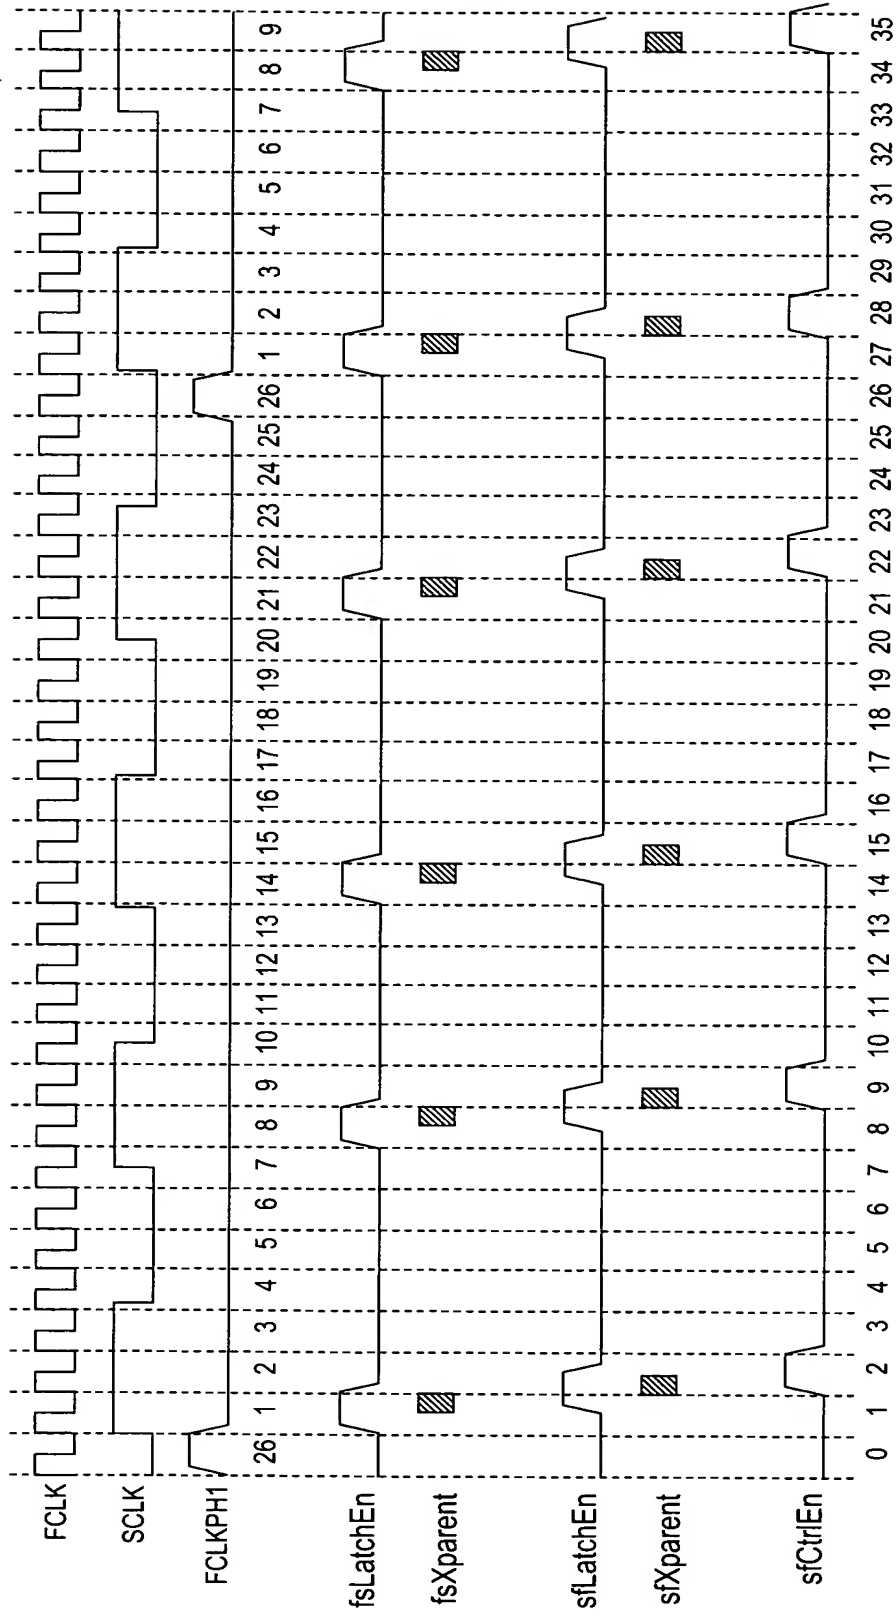 FCLK
SCLK
FCLKPH1
26 1 2 3 4 5 6 7 8 9 10 11 12 13 14 15 16 17 18 19 20 21 22 23 24 25 26 1 2 3 4 5 6 7 8 9
fsLatchEn
fsXparent
sfLatchEn
sfXparent
sfCtrlEn
0 1 2 3 4 5 6 7 8 9 10 11 12 13 14 15 16 17 18 19 20 21 22 23 24 25 26 27 28 29 30 31 32 33 34 35